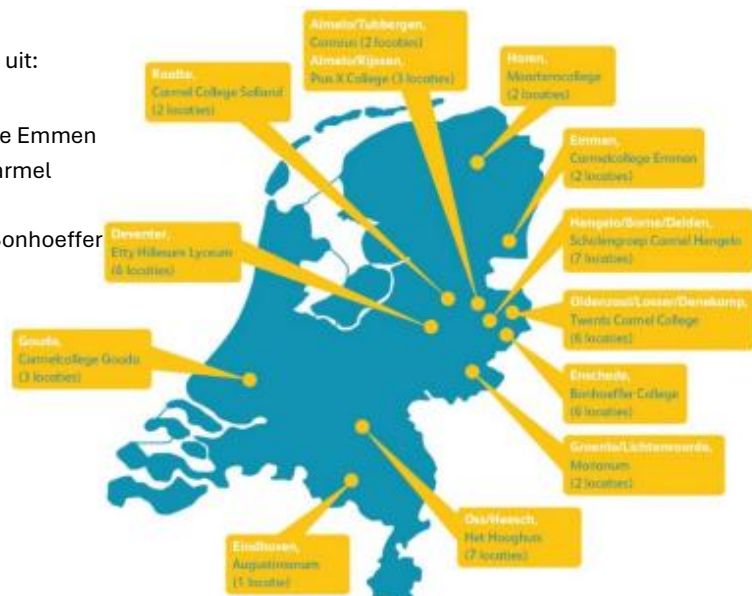 uit:
e Emmen
armel
Bonhoeffer
Almelo/Tubbergen,
Canisius (2 locaties)
Almelo/Rijssen,
Pius X College (3 locaties)
Haren,
Maartenscollege
(2 locaties)
Raalte,
Carmel College Salland
(2 locaties)
Emmen,
Carmelcollege Emmen
(2 locaties)
Hengelo/Borne/Delden,
Scholengroep Carmel Hengelo
(7 locaties)
Deventer,
Etty Hillesum Lyceum
(6 locaties)
Oldenzaal/Losser/Denekamp,
Twents Carmel College
(6 locaties)
Gouda,
Carmelcollege Gouda
(3 locaties)
Enschede,
Bonhoeffer College
(6 locaties)
Groenlo/Lichtenvoorde,
Marianum
(2 locaties)
Oss/Heesch,
Het Hooghuis
(7 locaties)
Eindhoven,
Augustinianum
(1 locatie)